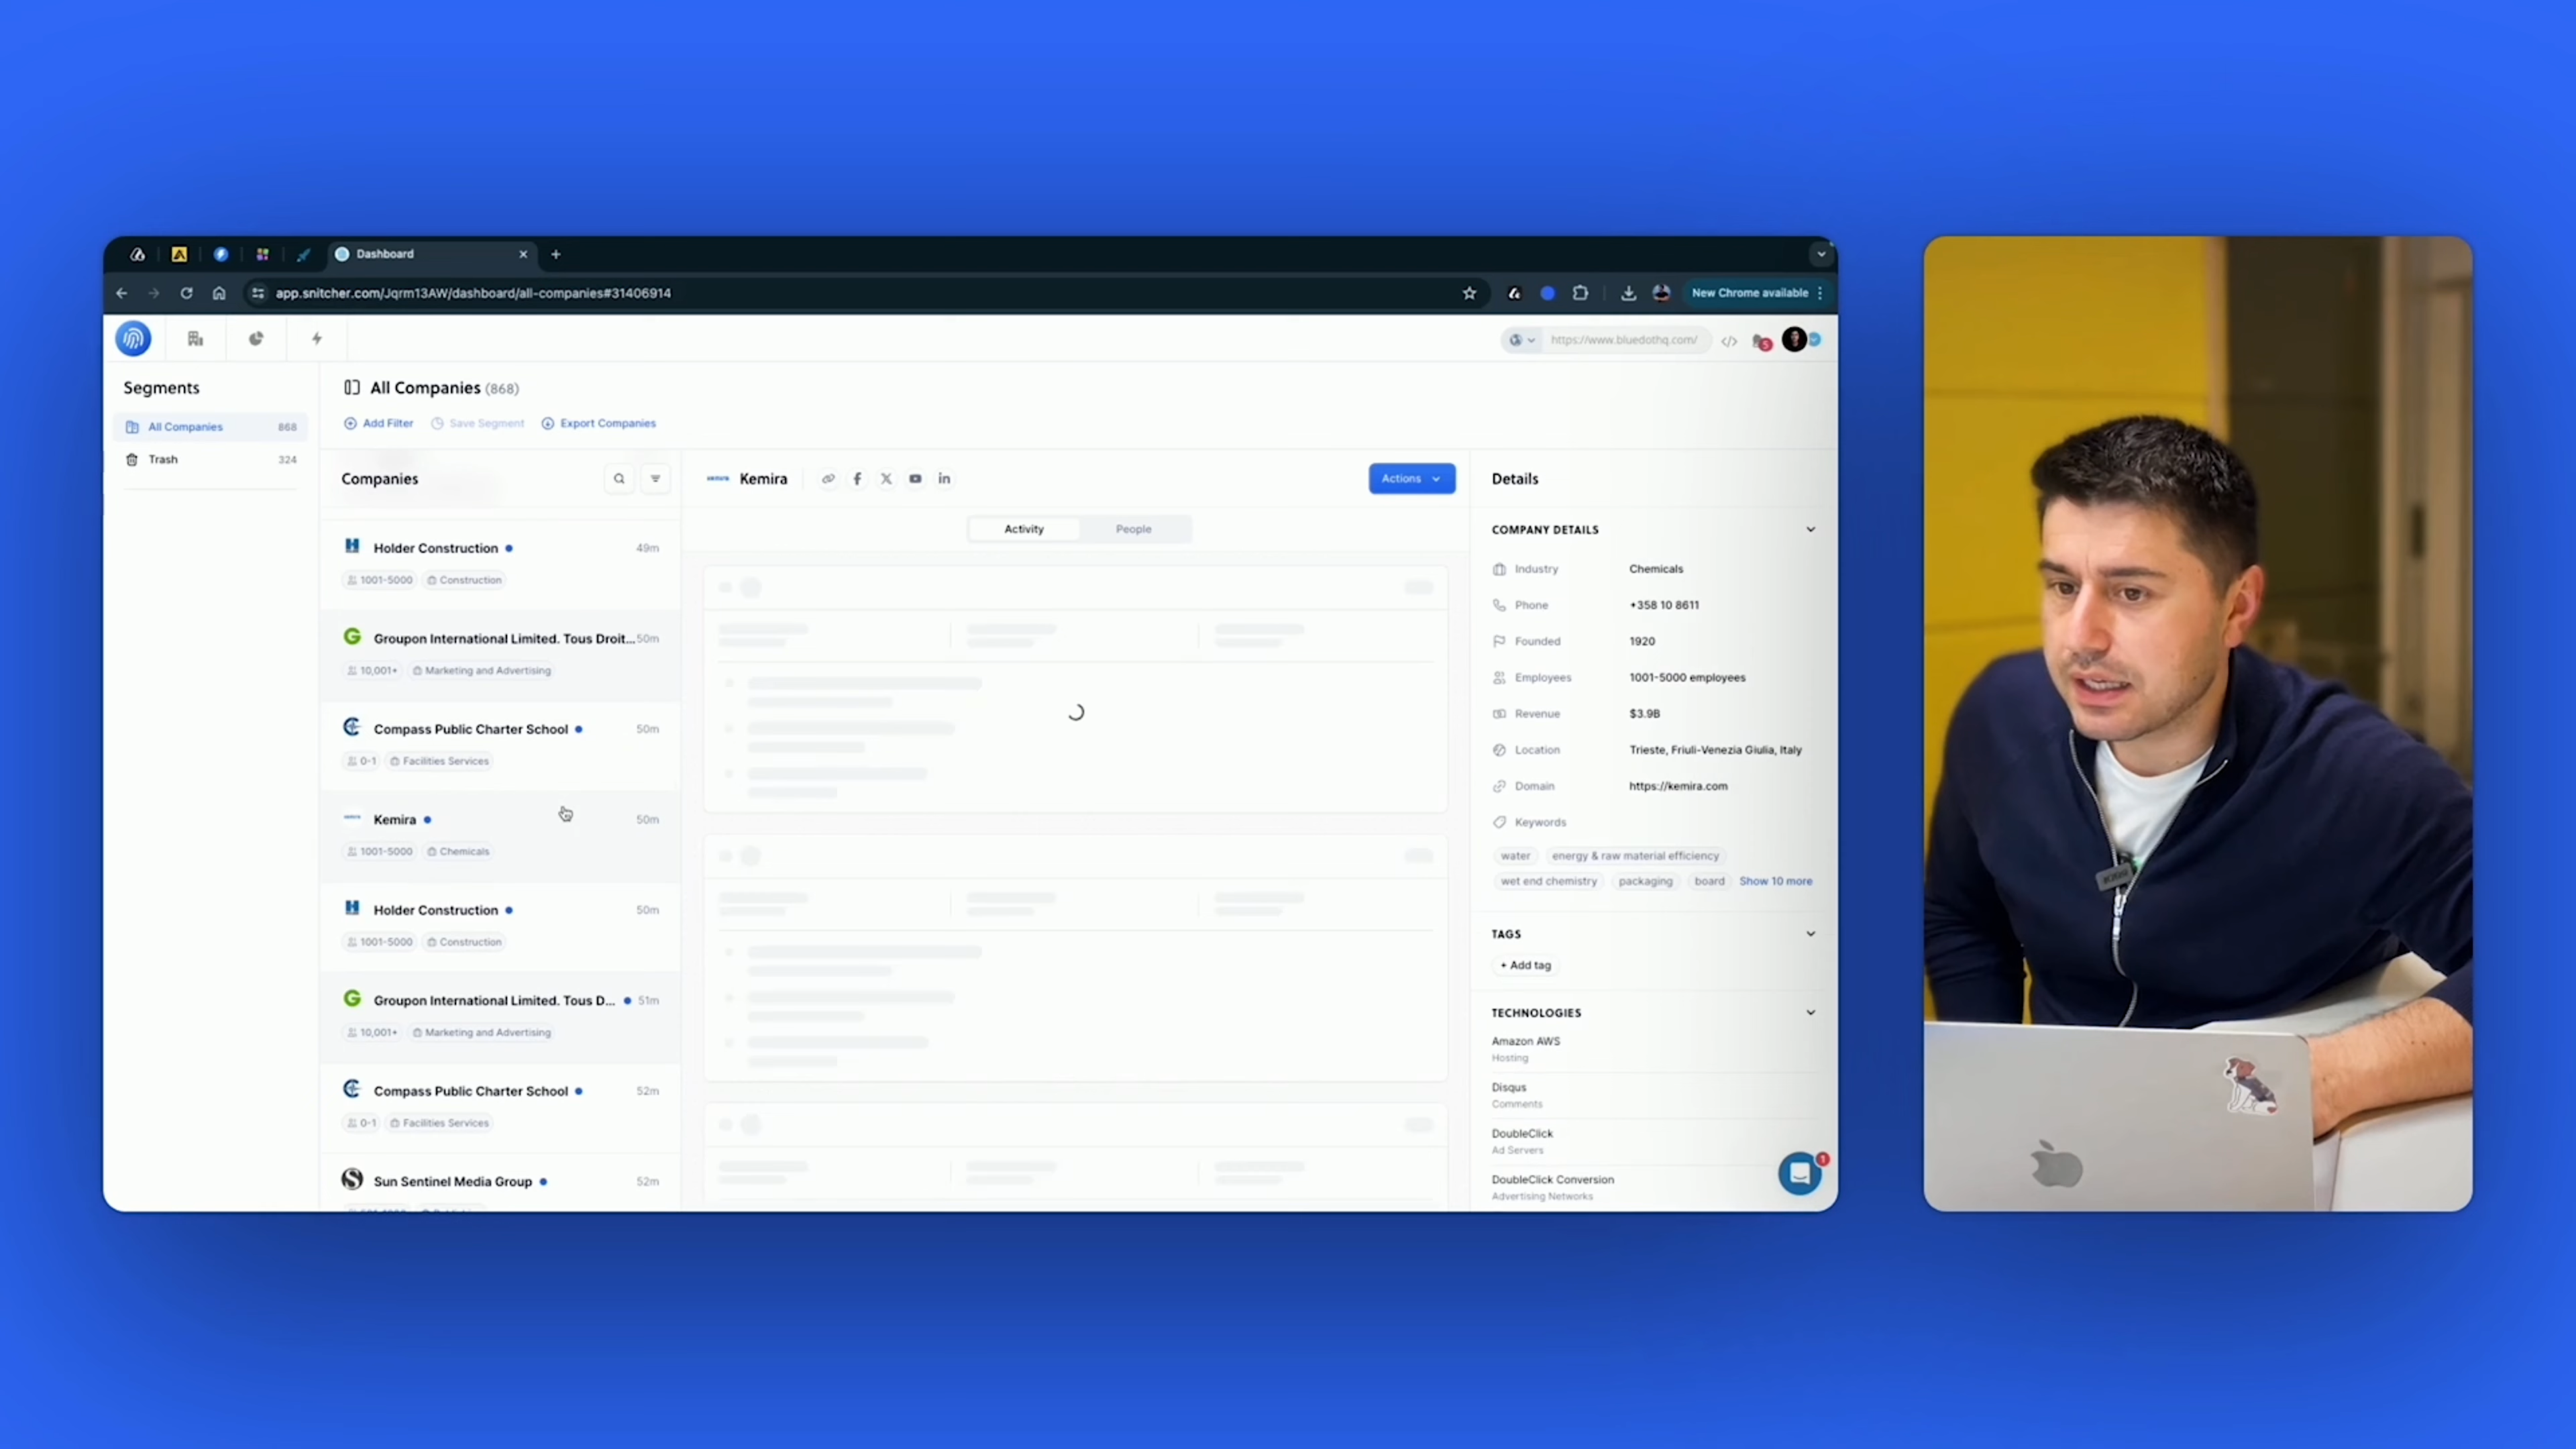 Dashboard
app.snitcher.com/Jqrm13AW/dashboard/all-companies#31406914
New Chrome available
https://www.bluedothq.com/
5
Segments
All Companies 868
Trash 324
All Companies (868)
Add Filter Save Segment Export Companies
Companies
Holder Construction 49m
1001-5000 Construction
Groupon International Limited. Tous Droit... 50m
10,001+ Marketing and Advertising
Compass Public Charter School 50m
0-1 Facilities Services
Kemira 50m
1001-5000 Chemicals
Holder Construction 50m
1001-5000 Construction
Groupon International Limited. Tous D... 51m
10,001+ Marketing and Advertising
Compass Public Charter School 52m
0-1 Facilities Services
Sun Sentinel Media Group 52m
Kemira
Actions
Activity People
Details
COMPANY DETAILS
Industry Chemicals
Phone +358 10 8611
Founded 1920
Employees 1001-5000 employees
Revenue $3.9B
Location Trieste, Friuli-Venezia Giulia, Italy
Domain https://kemira.com
Keywords
water energy & raw material efficiency
wet end chemistry packaging board Show 10 more
TAGS
+ Add tag
TECHNOLOGIES
Amazon AWS
Hosting
Disqus
Comments
DoubleClick
Ad Servers
DoubleClick Conversion
Advertising Networks
1